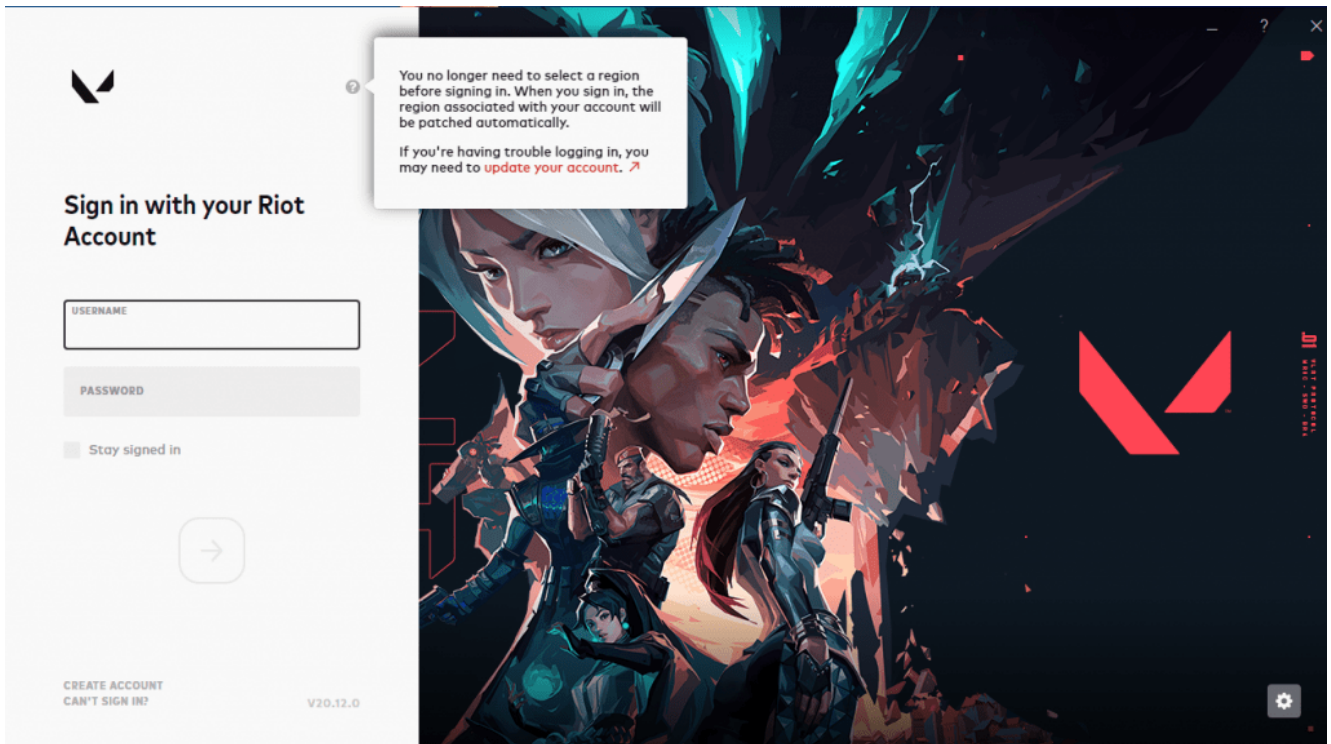 You no longer need to select a region
before signing in. When you sign in, the
region associated with your account will
be patched automatically.
If you're having trouble logging in, you
may need to update your account.
Sign in with your Riot
Account
USERNAME
PASSWORD
Stay signed in
CREATE ACCOUNT
CAN'T SIGN IN?
V20.12.0